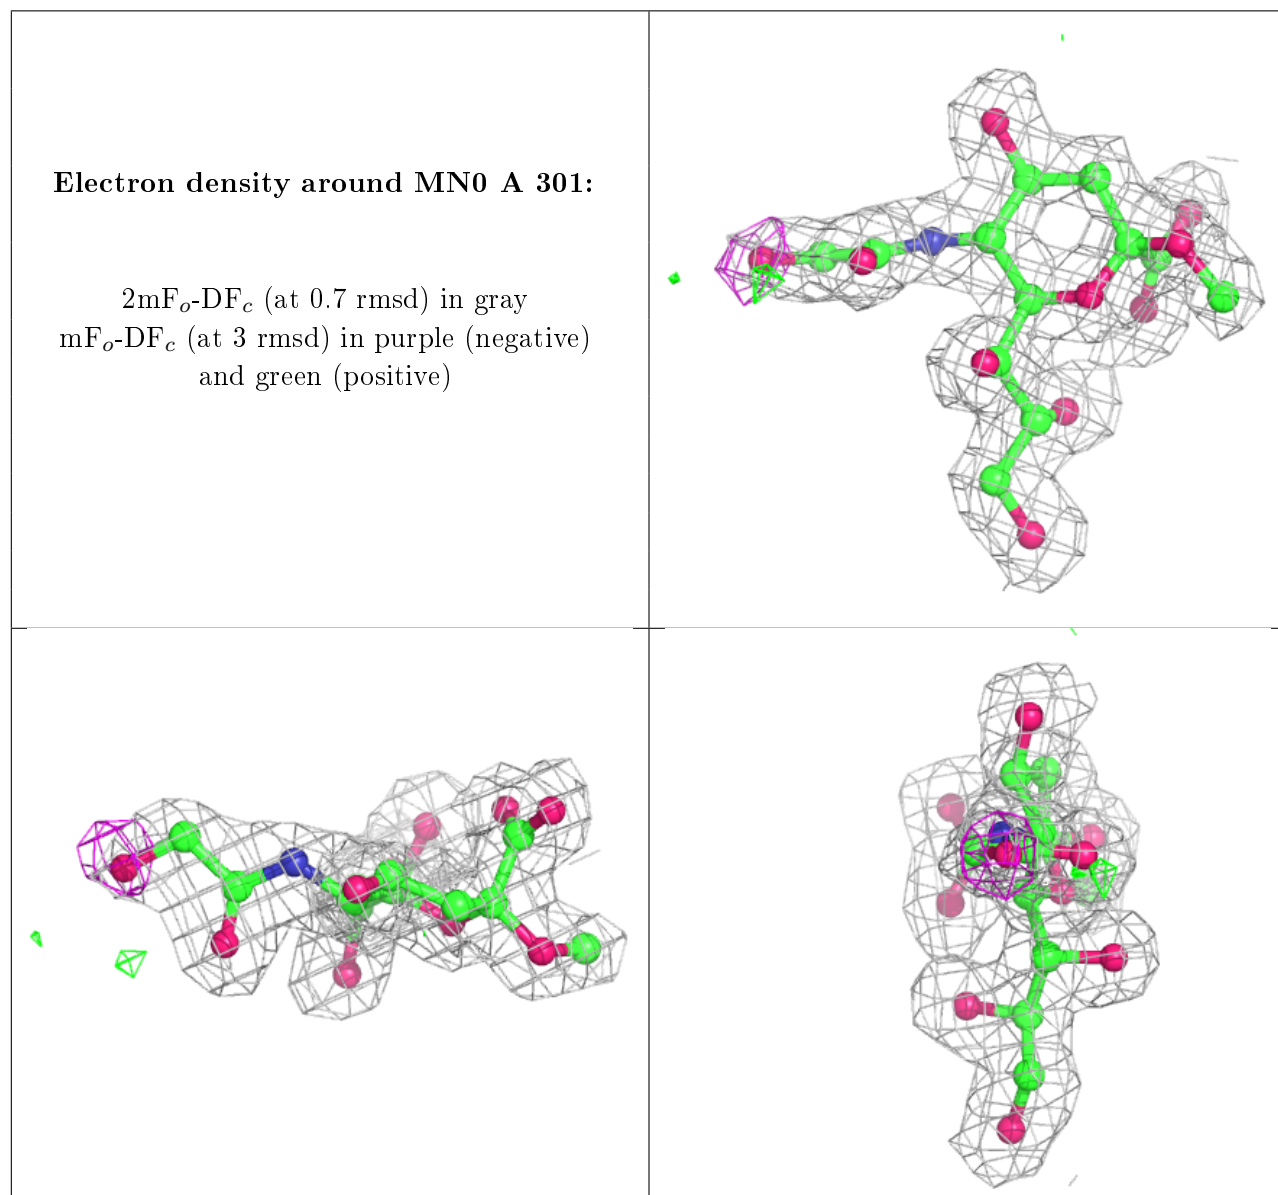 Electron density around MN0 A 301:
2mFₒ-DF𝒸 (at 0.7 rmsd) in gray
mFₒ-DF𝒸 (at 3 rmsd) in purple (negative)
and green (positive)